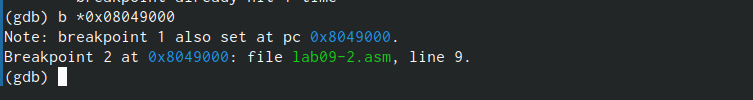 (gdb) b *0x08049000
Note: breakpoint 1 also set at pc 0x8049000.
Breakpoint 2 at 0x8049000: file lab09-2.asm, line 9.
(gdb)